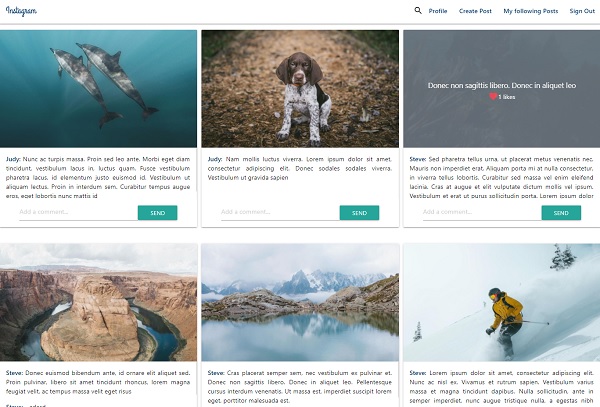 Instagram
Profile
Create Post
My following Posts
Sign Out
Donec non sagittis libero. Donec in aliquet leo
1 likes
Judy: Nunc ac turpis massa. Proin sed leo ante. Morbi eget diam
tincidunt, vestibulum lacus in, luctus quam. Fusce vestibulum
pharetra lacus, id elementum justo euismod id. Vestibulum ut
aliquam lectus. Proin in interdum sem. Curabitur tempus augue
eros, eget lobortis nunc mattis id
Add a comment...
SEND
Judy: Nam mollis luctus viverra. Lorem ipsum dolor sit amet,
consectetur adipiscing elit. Donec sodales sodales viverra.
Vestibulum ut gravida sapien
Add a comment...
SEND
Steve: Sed pharetra tellus urna, ut placerat metus venenatis nec.
Mauris non imperdiet erat. Aliquam porta mi at nulla consectetur,
in viverra tellus lobortis. Curabitur sed massa vel enim eleifend
lacinia. Cras at augue et elit vulputate dictum mollis vel ipsum.
Vestibulum et erat ut purus sollicitudin porta. Lorem ipsum dolor
Add a comment...
SEND
Steve: Donec euismod bibendum ante, id ornare elit aliquet sed.
Proin pulvinar, libero sit amet tincidunt rhoncus, lorem magna
feugiat velit, ac tempus massa velit eget risus
Steve: Cras placerat semper sem, nec vestibulum ex pulvinar et.
Donec non sagittis libero. Donec in aliquet leo. Pellentesque
cursus interdum venenatis. Ut massa est, imperdiet suscipit lorem
eget, porttitor malesuada est.
Steve: Lorem ipsum dolor sit amet, consectetur adipiscing elit.
Nunc ac nisl ex. Vivamus et rutrum sapien. Vestibulum varius
at magna tincidunt dapibus. Nulla sollicitudin, ante in
semper imperdiet, nunc augue tristique nulla, a egestas nibh